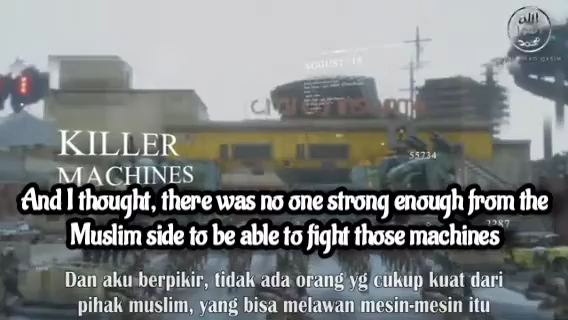 AUGUST 18
KILLER
MACHINES
55734
And I thought, there was no one strong enough from the
Muslim side to be able to fight those machines
Dan aku berpikir, tidak ada orang yg cukup kuat dari
pihak muslim, yang bisa melawan mesin-mesin itu